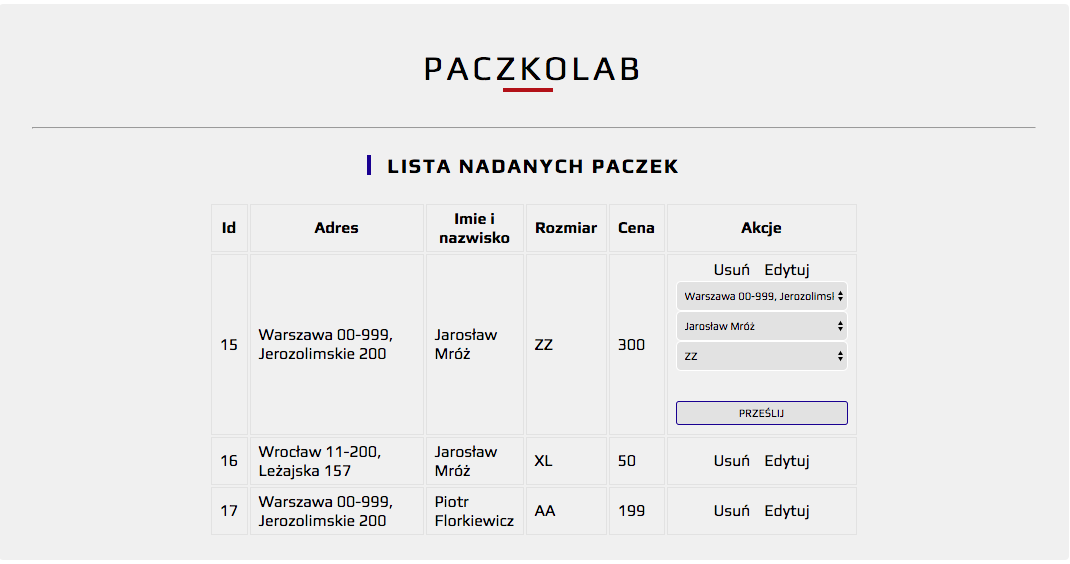 PACZKOLAB
LISTA NADANYCH PACZEK
Id Adres Imie i nazwisko Rozmiar Cena Akcje
Usuń Edytuj
Warszawa 00-999, Jerozolimsl
Jarosław Mróż
ZZ
PRZEŚLIJ
15 Warszawa 00-999, Jerozolimskie 200 Jarosław Mróż ZZ 300
16 Wrocław 11-200, Leżajska 157 Jarosław Mróż XL 50 Usuń Edytuj
17 Warszawa 00-999, Jerozolimskie 200 Piotr Florkiewicz AA 199 Usuń Edytuj